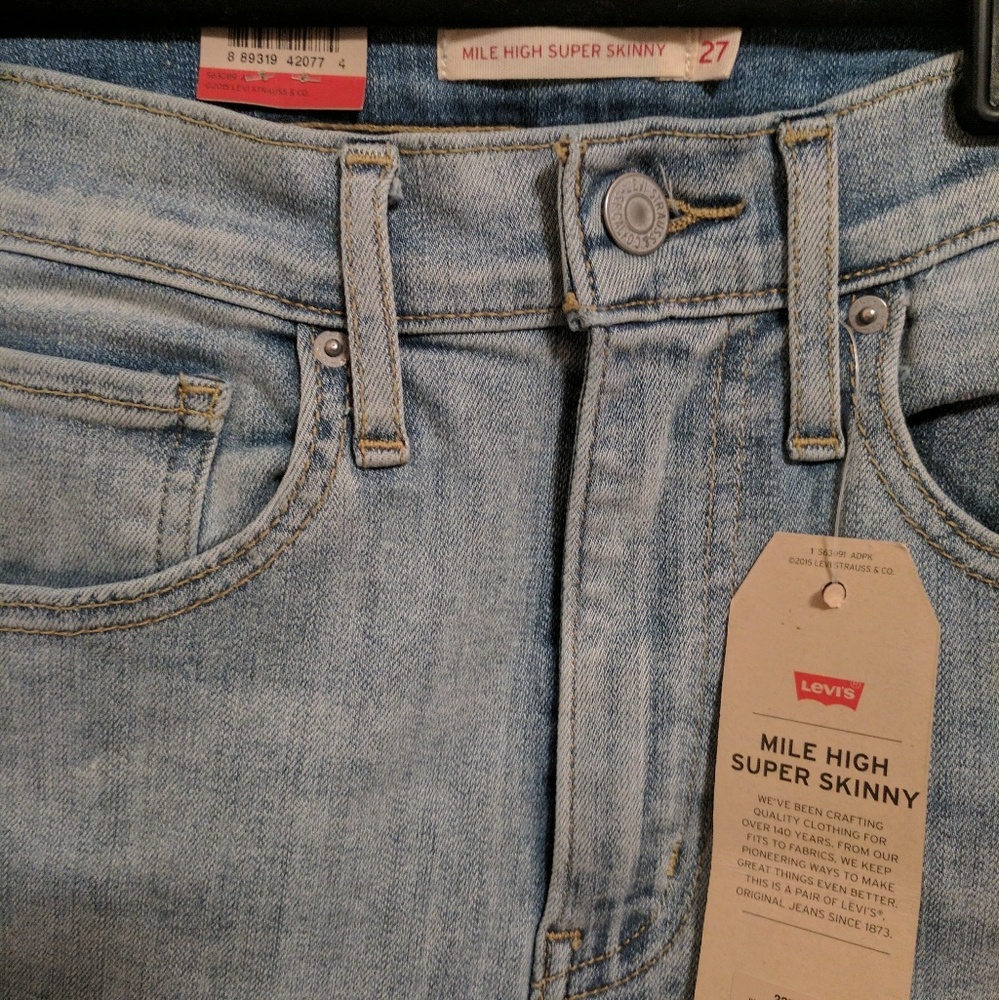 8 89319 42077 4
©2015 LEVI STRAUSS & CO.
MILE HIGH SUPER SKINNY 27
LEVI STRAUSS & CO
©2015 LEVI STRAUSS & CO.
Levi's
MILE HIGH
SUPER SKINNY
WE'VE BEEN CRAFTING
QUALITY CLOTHING FOR
OVER 140 YEARS. FROM OUR
FITS TO FABRICS, WE KEEP
PIONEERING WAYS TO MAKE
GREAT THINGS EVEN BETTER.
THIS IS A PAIR OF LEVI'S®,
ORIGINAL JEANS SINCE 1873.